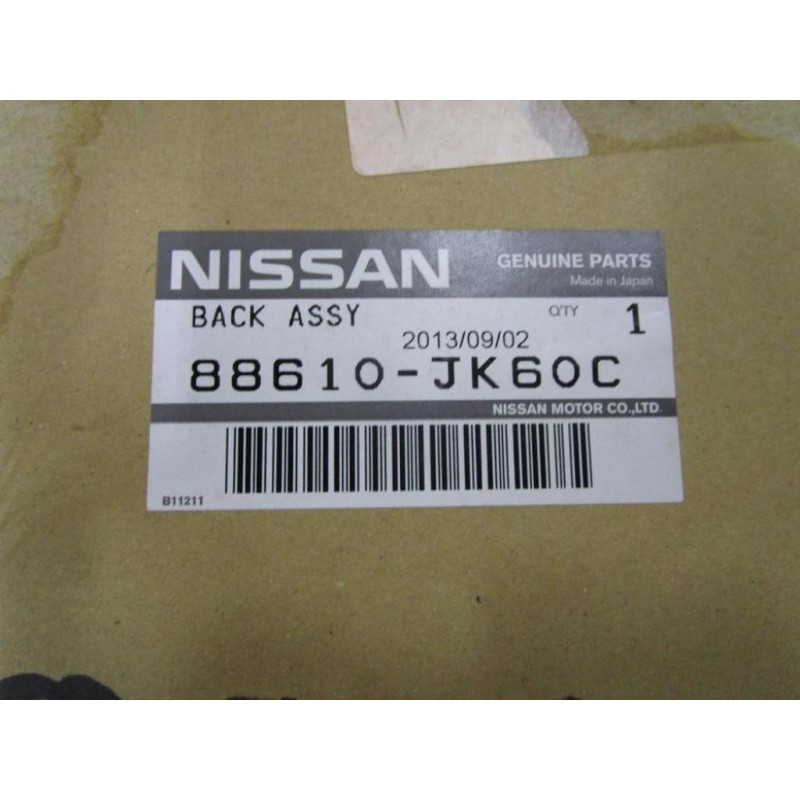 NISSAN GENUINE PARTS
Made in Japan
BACK ASSY QTY 1
2013/09/02
88610-JK60C
NISSAN MOTOR CO.,LTD.
B11211